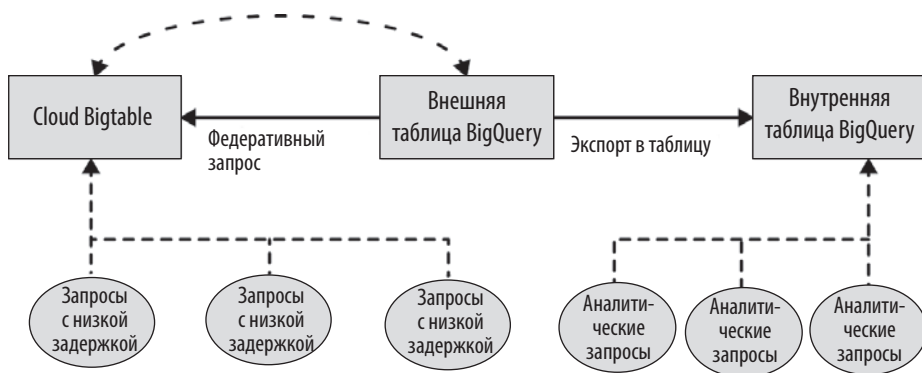 Cloud Bigtable
Внешняя
таблица BigQuery
Внутренняя
таблица BigQuery
Федеративный
запрос
Экспорт в таблицу
Запросы
с низкой
задержкой
Запросы
с низкой
задержкой
Запросы
с низкой
задержкой
Аналити-
ческие
запросы
Аналити-
ческие
запросы
Аналити-
ческие
запросы